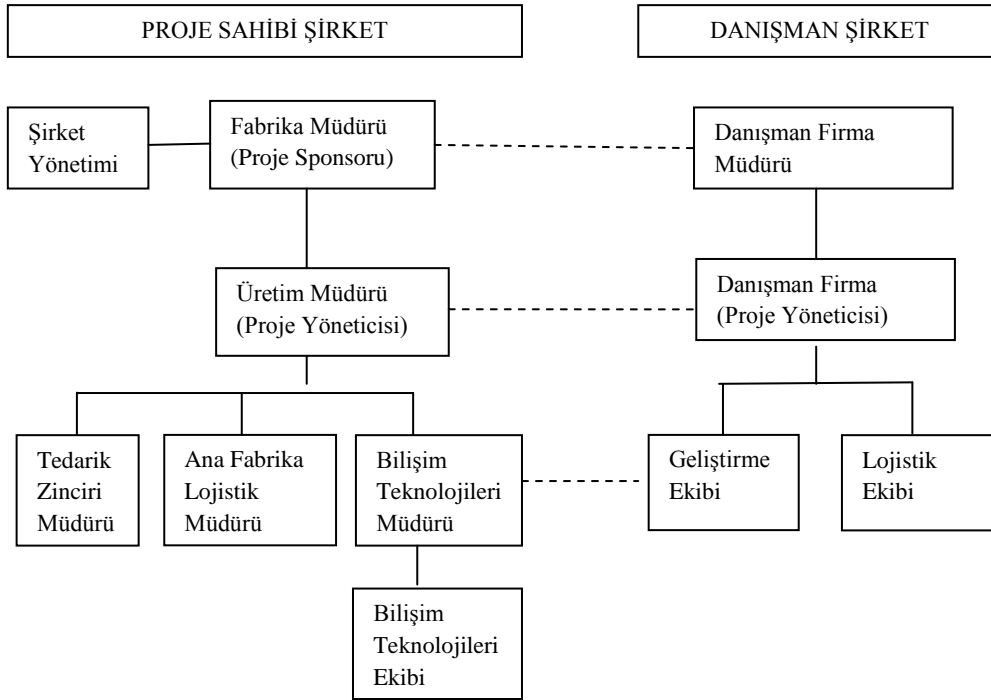 PROJE SAHİBİ ŞİRKET
DANIŞMAN ŞİRKET
Şirket
Yönetimi
Fabrika Müdürü
(Proje Sponsoru)
Danışman Firma
Müdürü
Üretim Müdürü
(Proje Yöneticisi)
Danışman Firma
(Proje Yöneticisi)
Tedarik
Zinciri
Müdürü
Ana Fabrika
Lojistik
Müdürü
Bilişim
Teknolojileri
Müdürü
Geliştirme
Ekibi
Lojistik
Ekibi
Bilişim
Teknolojileri
Ekibi